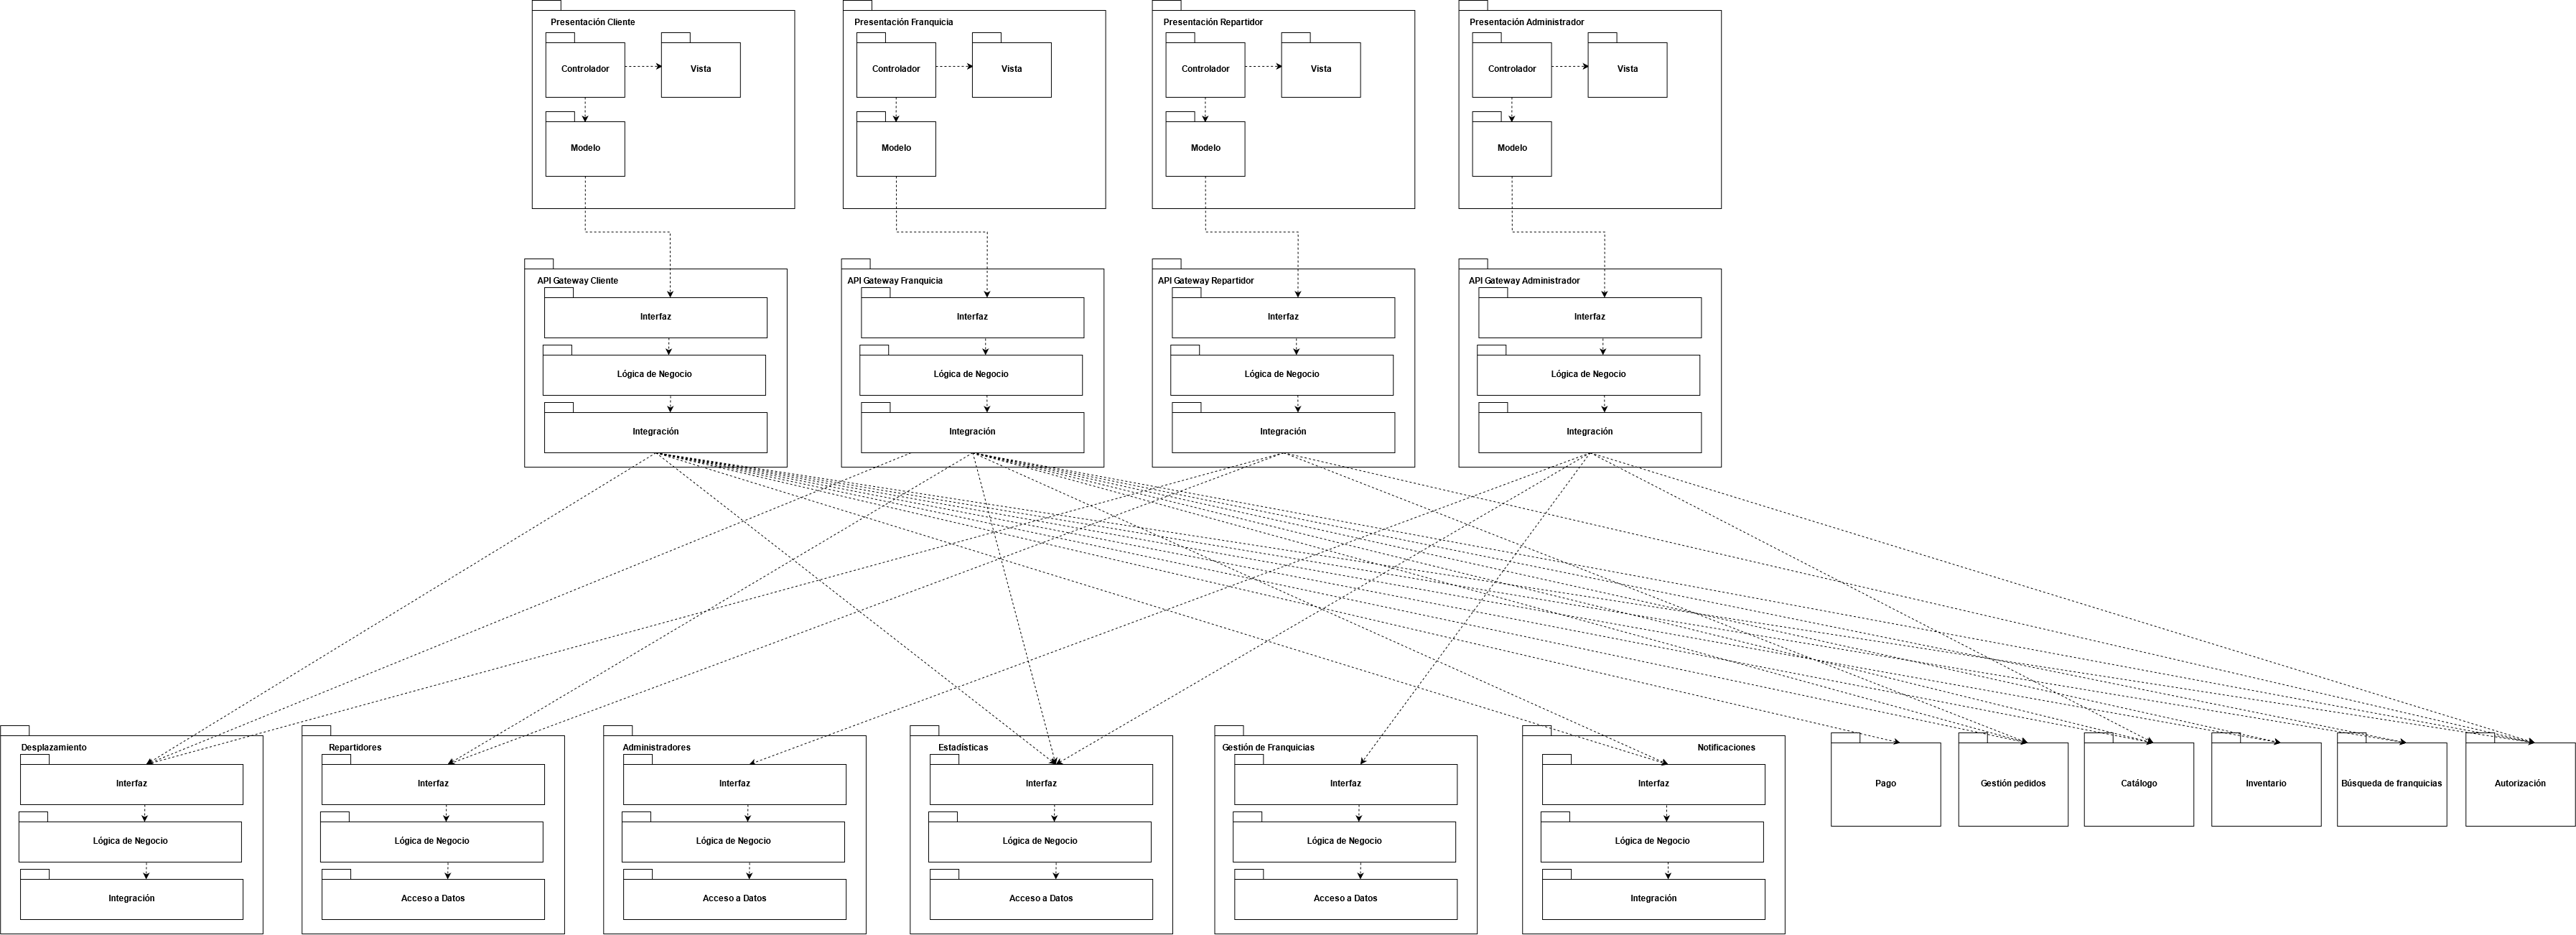 Presentación Cliente
Controlador
Vista
Modelo
Presentación Franquicia
Controlador
Vista
Modelo
Presentación Repartidor
Controlador
Vista
Modelo
Presentación Administrador
Controlador
Vista
Modelo
API Gateway Cliente
Interfaz
Lógica de Negocio
Integración
API Gateway Franquicia
Interfaz
Lógica de Negocio
Integración
API Gateway Repartidor
Interfaz
Lógica de Negocio
Integración
API Gateway Administrador
Interfaz
Lógica de Negocio
Integración
Desplazamiento
Interfaz
Lógica de Negocio
Integración
Repartidores
Interfaz
Lógica de Negocio
Acceso a Datos
Administradores
Interfaz
Lógica de Negocio
Acceso a Datos
Estadísticas
Interfaz
Lógica de Negocio
Acceso a Datos
Gestión de Franquicias
Interfaz
Lógica de Negocio
Acceso a Datos
Notificaciones
Interfaz
Lógica de Negocio
Integración
Pago
Gestión pedidos
Catálogo
Inventario
Búsqueda de franquicias
Autorización